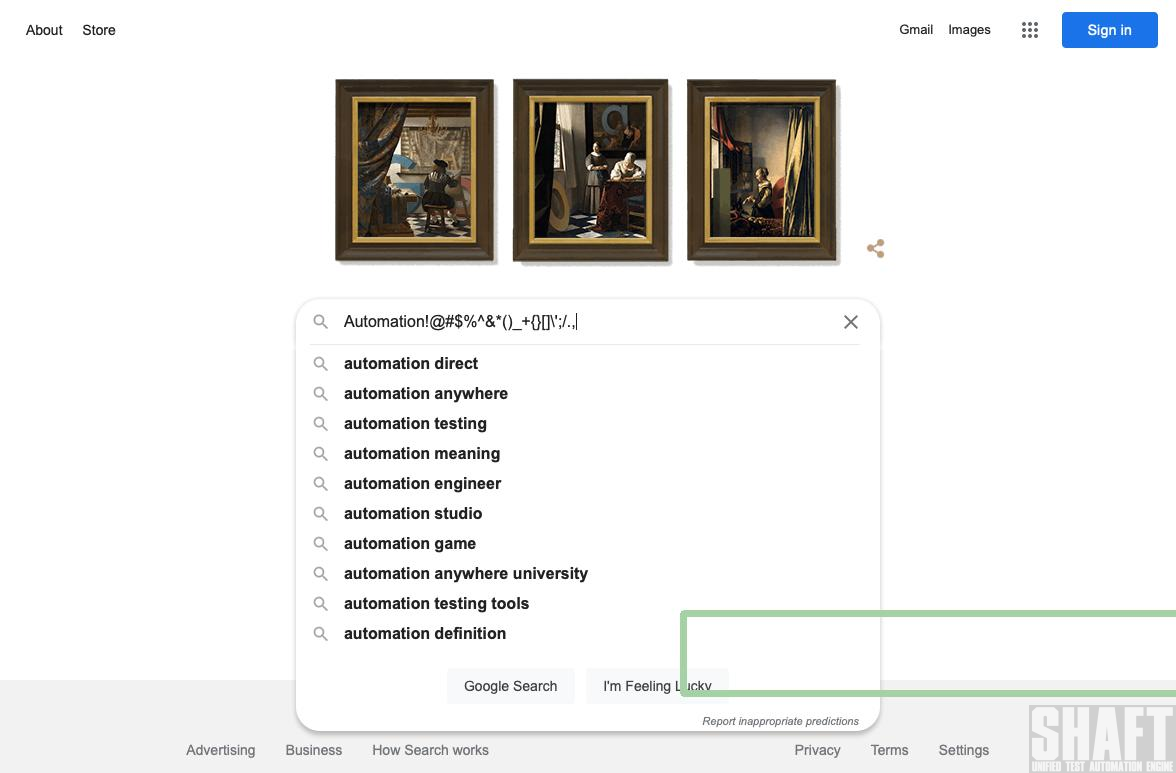 About Store Gmail Images Sign in
Automation!@#$%^&*()_+{}[]\';/.,
automation direct
automation anywhere
automation testing
automation meaning
automation engineer
automation studio
automation game
automation anywhere university
automation testing tools
automation definition
Google Search I'm Feeling Lucky
Report inappropriate predictions
Advertising Business How Search works Privacy Terms Settings
SHAFT
UNIFIED TEST AUTOMATION ENGINE